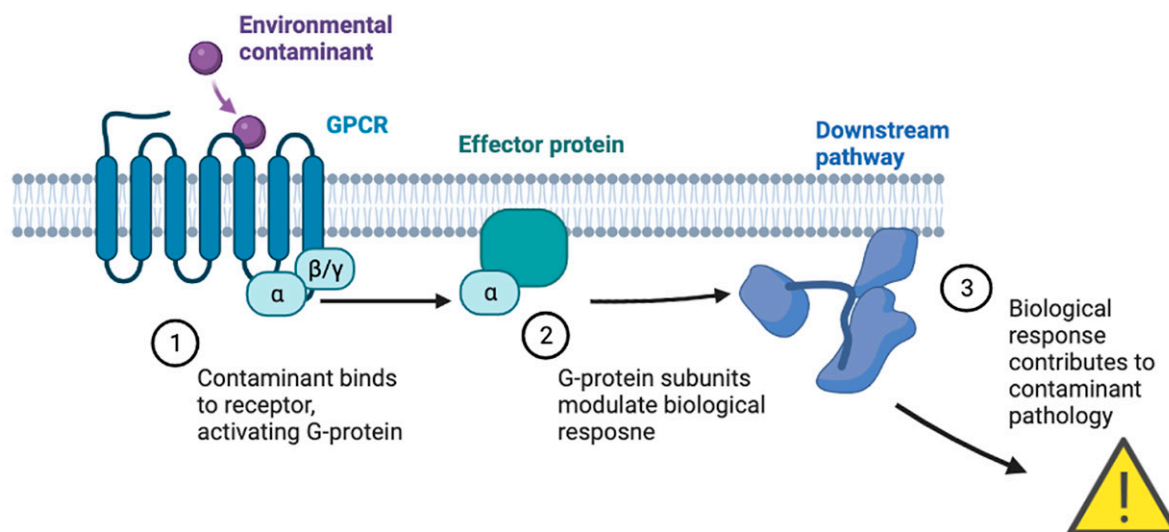 Environmental
contaminant
GPCR
Effector protein
Downstream
pathway
β/γ
α
α
1
Contaminant binds
to receptor,
activating G-protein
2
G-protein subunits
modulate biological
resposne
3
Biological
response
contributes to
contaminant
pathology
!